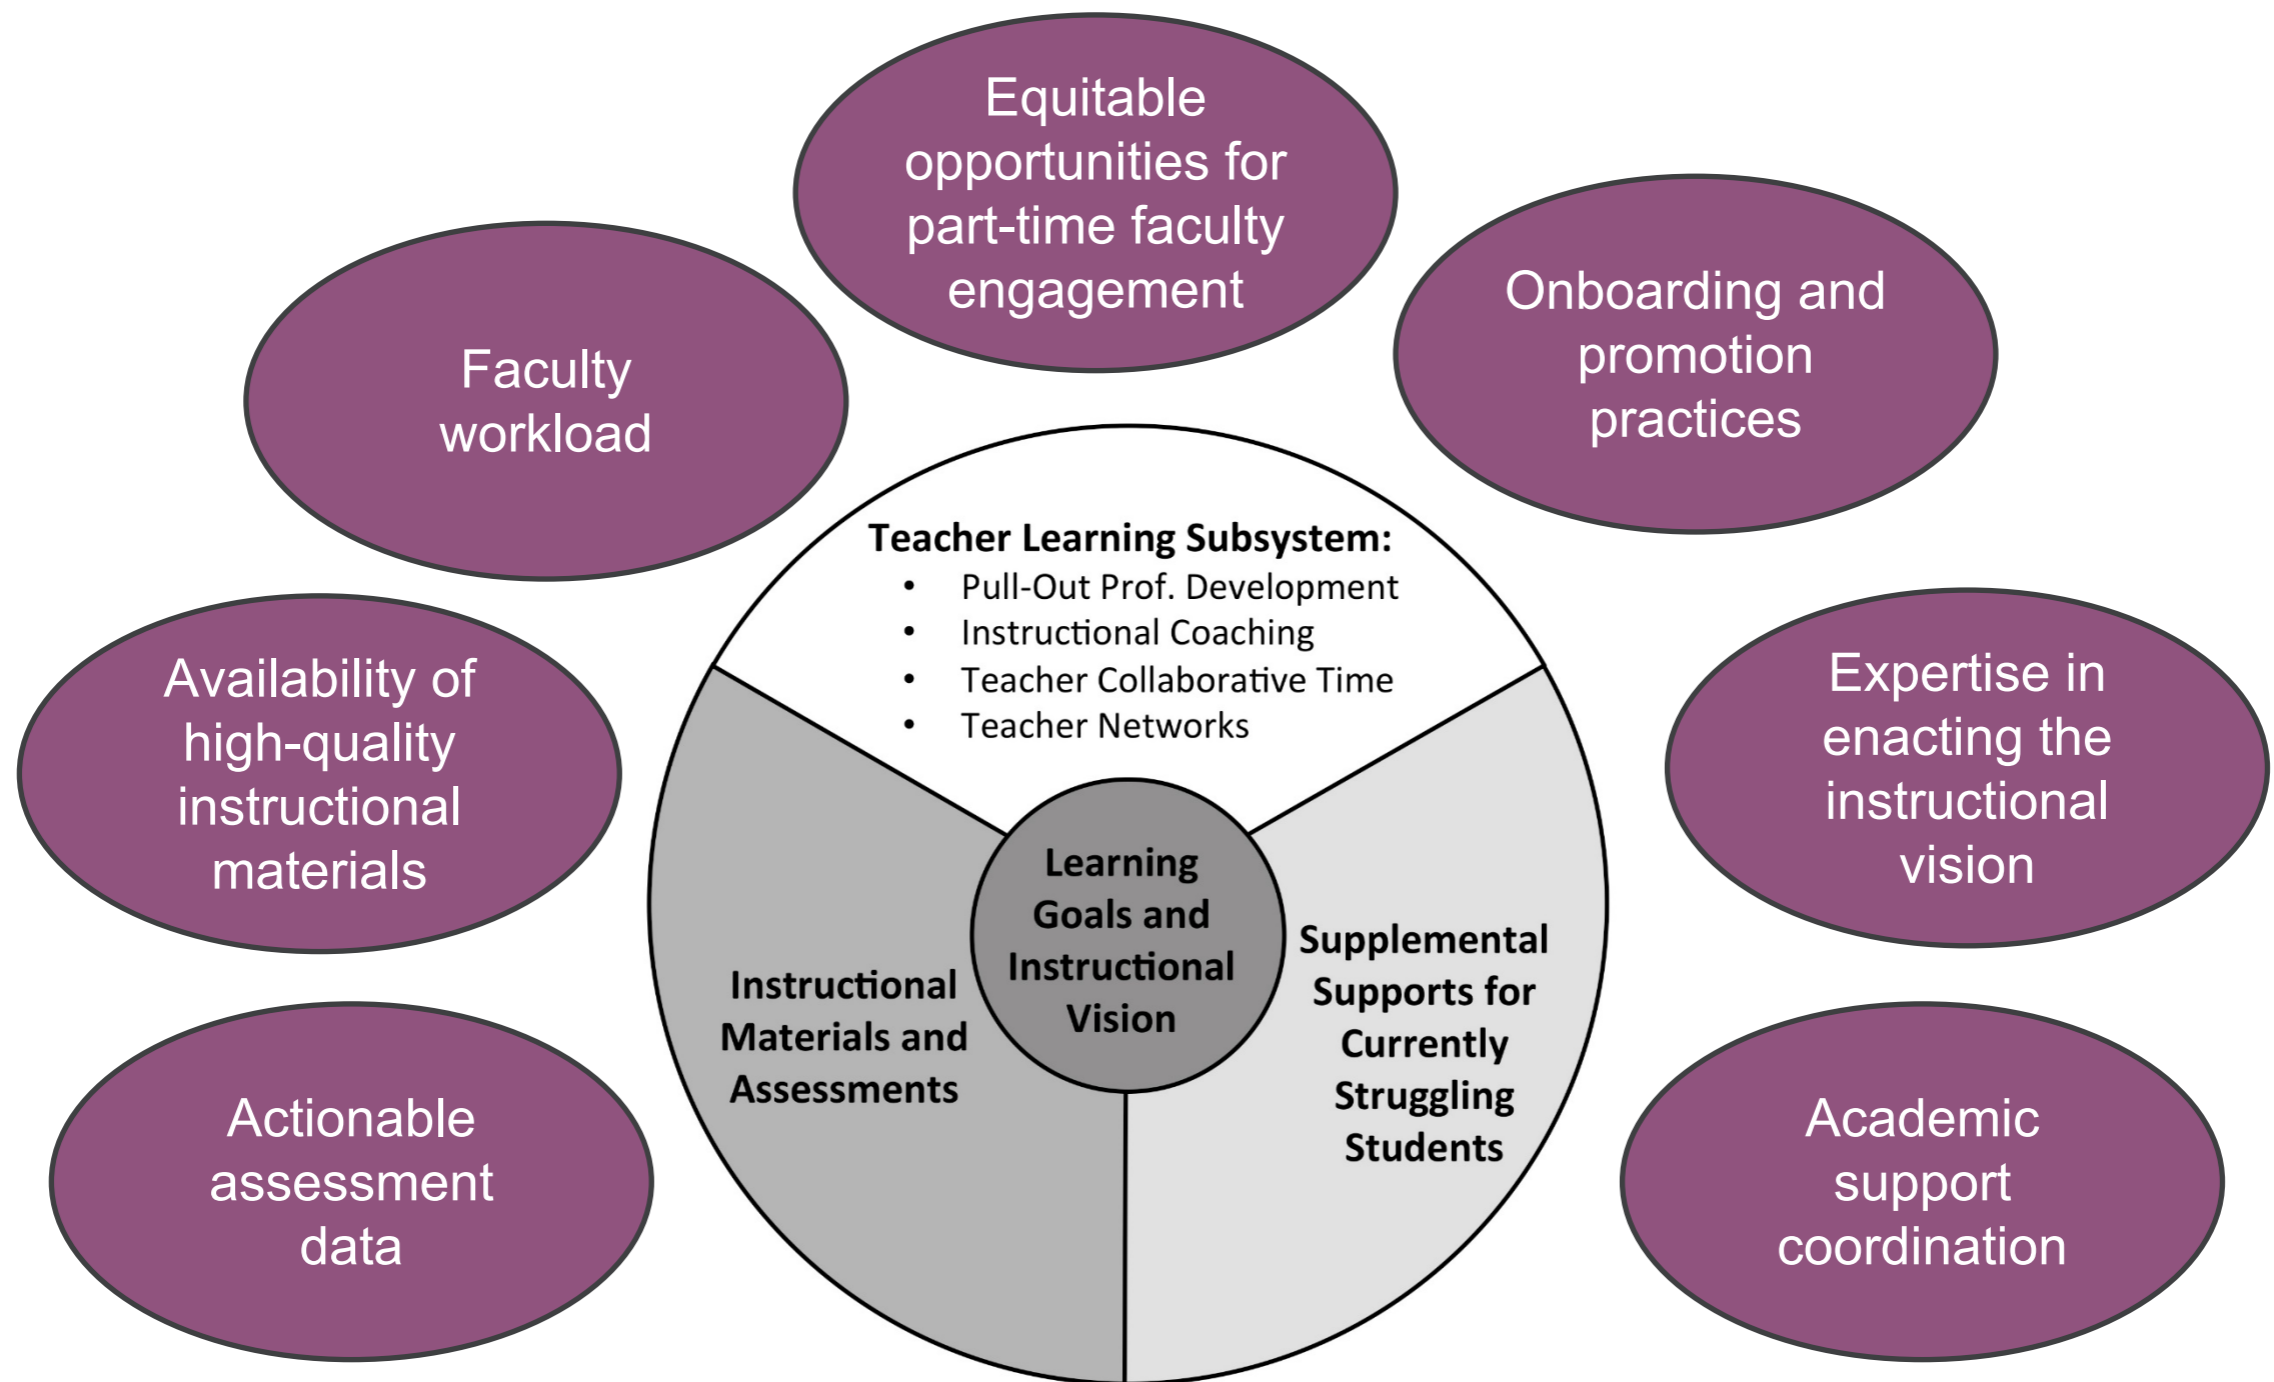 Equitable
opportunities for
part-time faculty
engagement
Onboarding and
promotion
practices
Faculty
workload
Teacher Learning Subsystem:
• Pull-Out Prof. Development
• Instructional Coaching
• Teacher Collaborative Time
• Teacher Networks
Availability of
high-quality
instructional
materials
Expertise in
enacting the
instructional
vision
Learning
Goals and
Instructional
Vision
Instructional
Materials and
Assessments
Supplemental
Supports for
Currently
Struggling
Students
Actionable
assessment
data
Academic
support
coordination